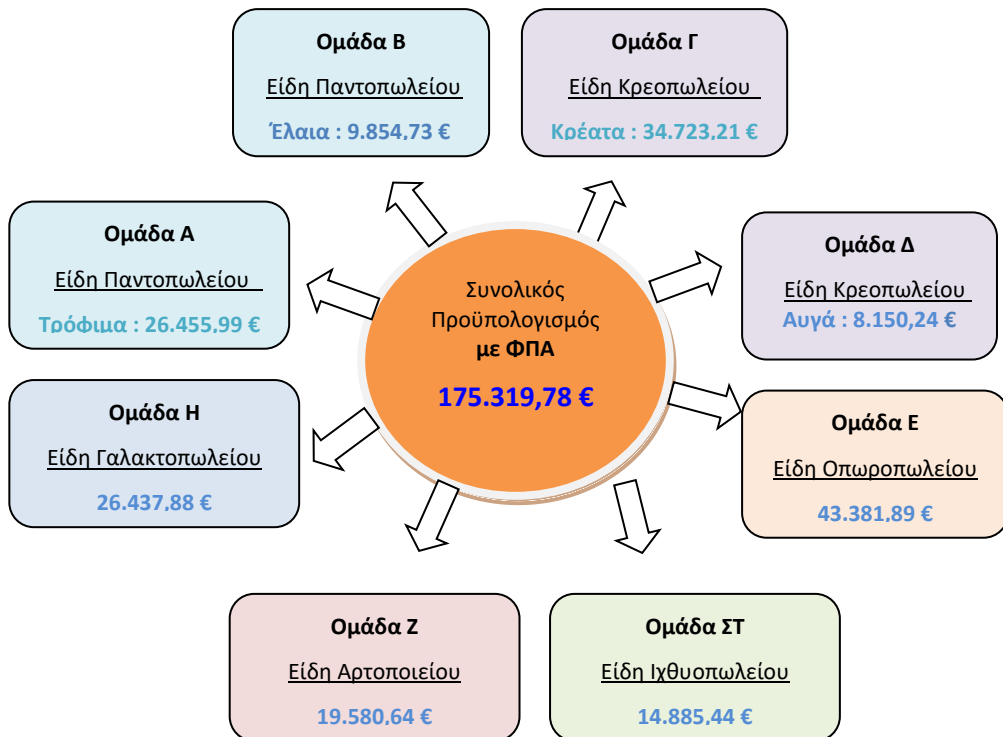 Ομάδα Β
Είδη Παντοπωλείου
Έλαια : 9.854,73 €
Ομάδα Γ
Είδη Κρεοπωλείου
Κρέατα : 34.723,21 €
Ομάδα Α
Είδη Παντοπωλείου
Τρόφιμα : 26.455,99 €
Συνολικός
Προϋπολογισμός
με ΦΠΑ
175.319,78 €
Ομάδα Δ
Είδη Κρεοπωλείου
Αυγά : 8.150,24 €
Ομάδα Η
Είδη Γαλακτοπωλείου
26.437,88 €
Ομάδα Ε
Είδη Οπωροπωλείου
43.381,89 €
Ομάδα Ζ
Είδη Αρτοποιείου
19.580,64 €
Ομάδα ΣΤ
Είδη Ιχθυοπωλείου
14.885,44 €